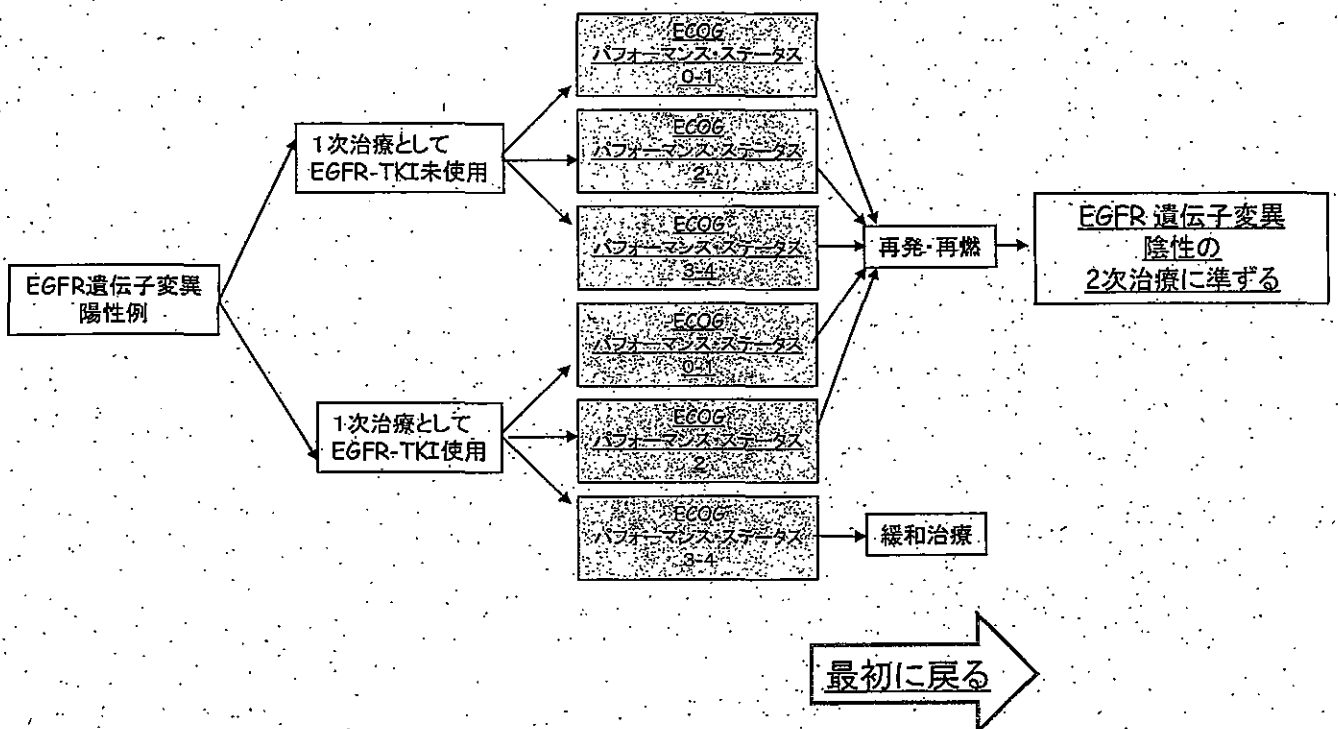 EGFR遺伝子変異
陽性例
1次治療として
EGFR-TKI未使用
1次治療として
EGFR-TKI使用
ECOG
パフォーマンス・ステータス
0-1
ECOG
パフォーマンス・ステータス
2
ECOG
パフォーマンス・ステータス
3-4
ECOG
パフォーマンス・ステータス
0-1
ECOG
パフォーマンス・ステータス
2
ECOG
パフォーマンス・ステータス
3-4
再発・再燃
緩和治療
EGFR 遺伝子変異
陰性の
2次治療に準ずる
最初に戻る